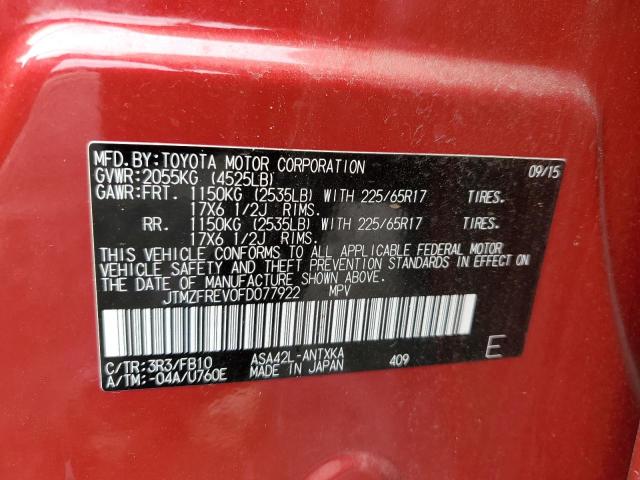 MFD.BY:TOYOTA MOTOR CORPORATION 09/15
GVWR:2055KG (4525LB)
GAWR:FRT. 1150KG (2535LB) WITH 225/65R17 TIRES.
17X6 1/2J RIMS.
RR. 1150KG (2535LB) WITH 225/65R17 TIRES.
17X6 1/2J RIMS.
THIS VEHICLE CONFORMS TO ALL APPLICABLE FEDERAL MOTOR
VEHICLE SAFETY AND THEFT PREVENTION STANDARDS IN EFFECT
ON THE DATE OF MANUFACTURE SHOWN ABOVE.
JTMZFREV0FD077922 MPV
C/TR:3R3/FB10 ASA42L-ANTXKA E
A/TM:-04A/U760E MADE IN JAPAN 409